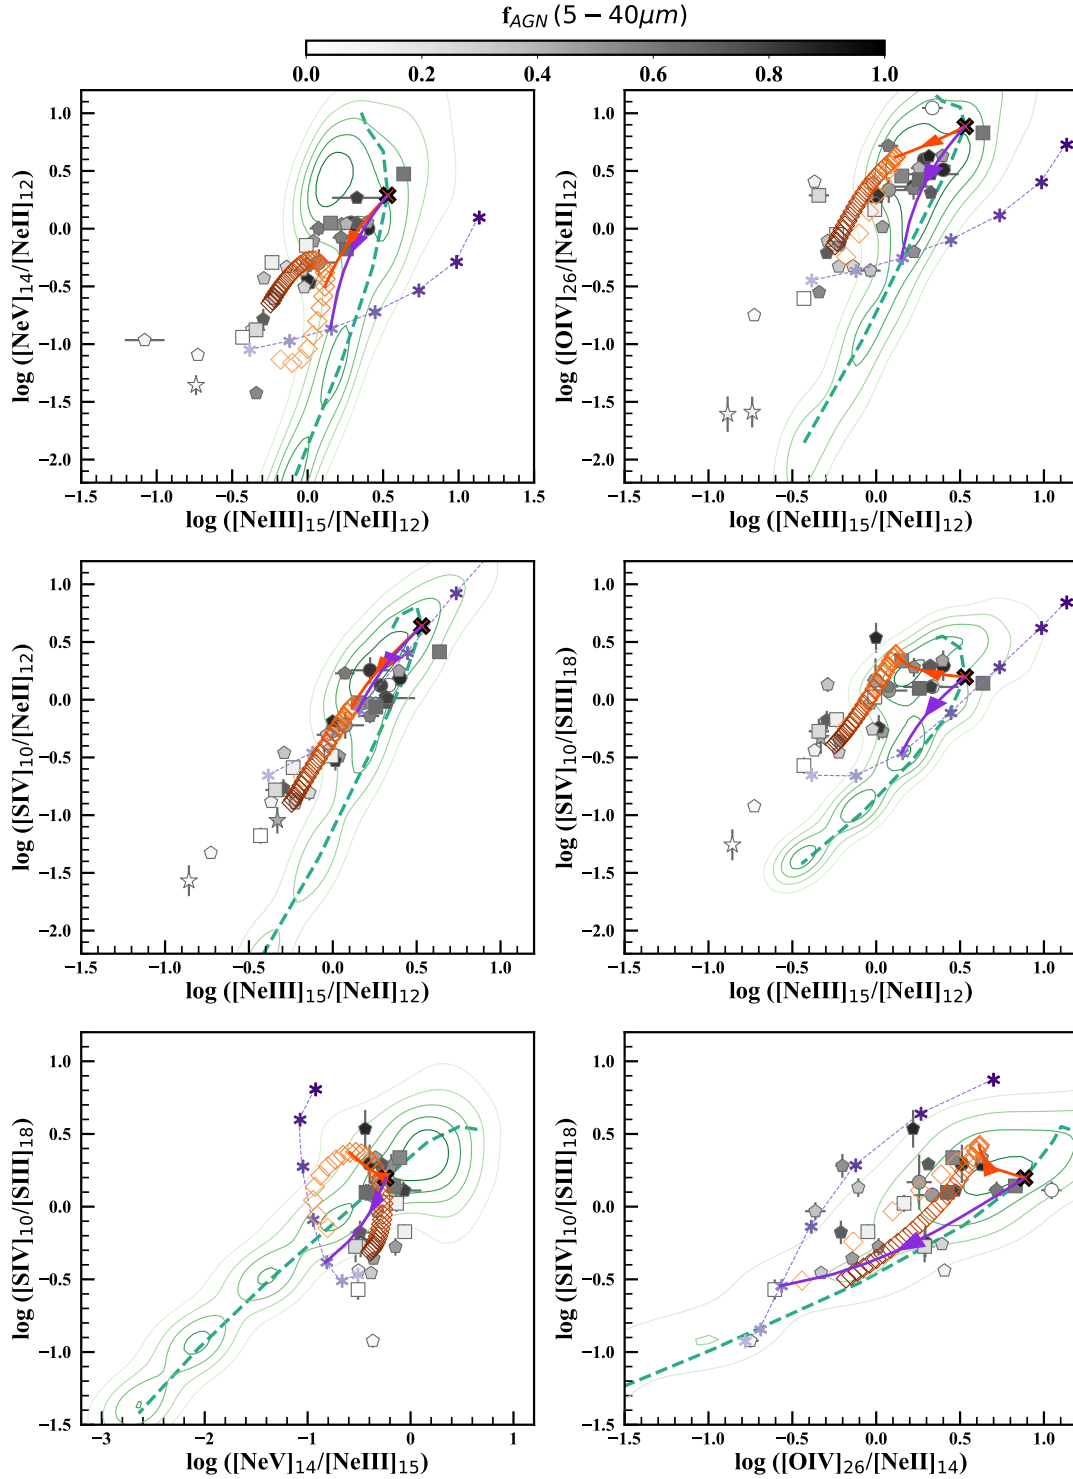 f_AGN (5 − 40μm)
0.0 0.2 0.4 0.6 0.8 1.0
log ([NeV]14/[NeII]12)
1.0
0.5
0.0
−0.5
−1.0
−1.5
−2.0
−1.5 −1.0 −0.5 0.0 0.5 1.0 1.5
log ([NeIII]15/[NeII]12)
log ([OIV]26/[NeII]12)
1.0
0.5
0.0
−0.5
−1.0
−1.5
−2.0
−1.5 −1.0 −0.5 0.0 0.5 1.0
log ([NeIII]15/[NeII]12)
log ([SIV]10/[NeII]12)
1.0
0.5
0.0
−0.5
−1.0
−1.5
−2.0
−1.5 −1.0 −0.5 0.0 0.5 1.0 1.5
log ([NeIII]15/[NeII]12)
log ([SIV]10/[SIII]18)
1.0
0.5
0.0
−0.5
−1.0
−1.5
−2.0
−1.5 −1.0 −0.5 0.0 0.5 1.0
log ([NeIII]15/[NeII]12)
log ([SIV]10/[SIII]18)
1.0
0.5
0.0
−0.5
−1.0
−1.5
−3 −2 −1 0 1
log ([NeV]14/[NeIII]15)
log ([SIV]10/[SIII]18)
1.0
0.5
0.0
−0.5
−1.0
−1.5
−1.5 −1.0 −0.5 0.0 0.5 1.0
log ([OIV]26/[NeII]14)